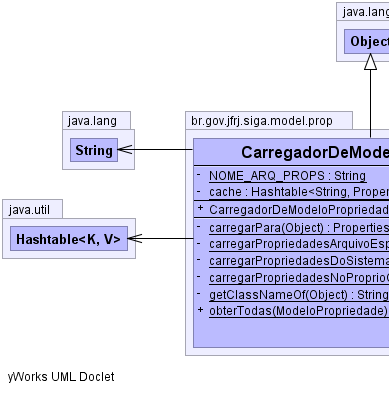 java.lang
Object
java.lang
String
br.gov.jfrj.siga.model.prop
CarregadorDeMode
- NOME_ARQ_PROPS : String
- cache : Hashtable<String, Proper
+ CarregadorDeModeloPropriedad
- carregarPara(Object) : Properties
- carregarPropriedadesArquivoEsp
- carregarPropriedadesDoSistema
- carregarPropriedadesNoProprio
- getClassNameOf(Object) : String
+ obterTodas(ModeloPropriedade)
java.util
Hashtable<K, V>
yWorks UML Doclet